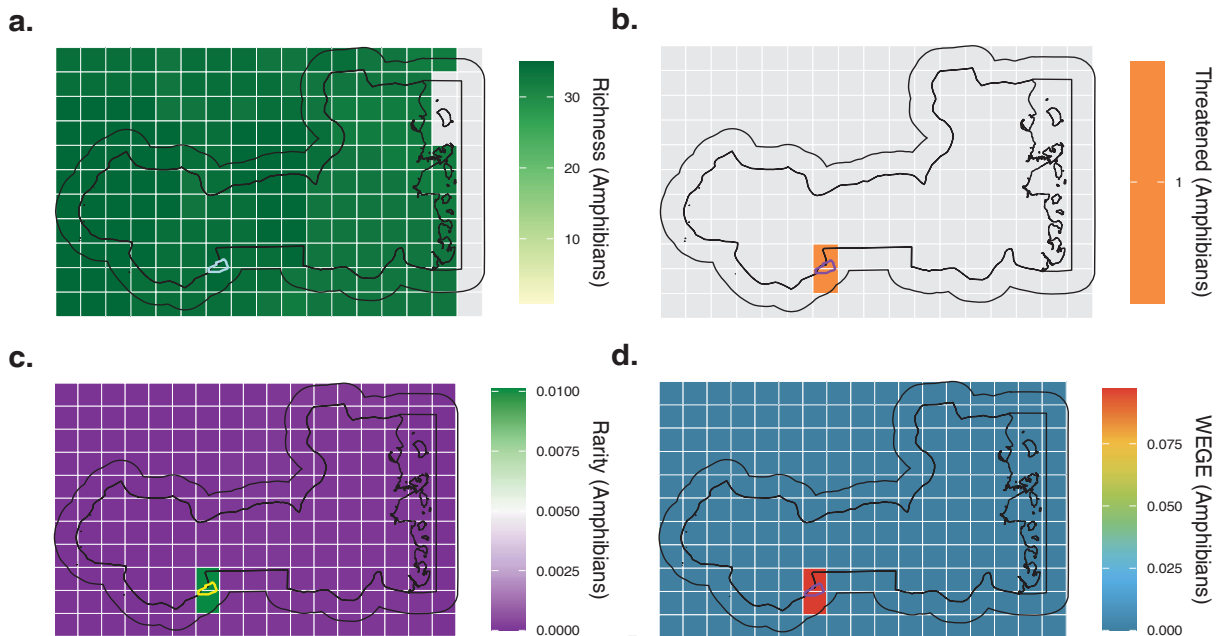 a.
30
20
10
Richness (Amphibians)
b.
1
Threatened (Amphibians)
c.
0.0100
0.0075
0.0050
0.0025
0.0000
Rarity (Amphibians)
d.
0.075
0.050
0.025
0.000
WEGE (Amphibians)